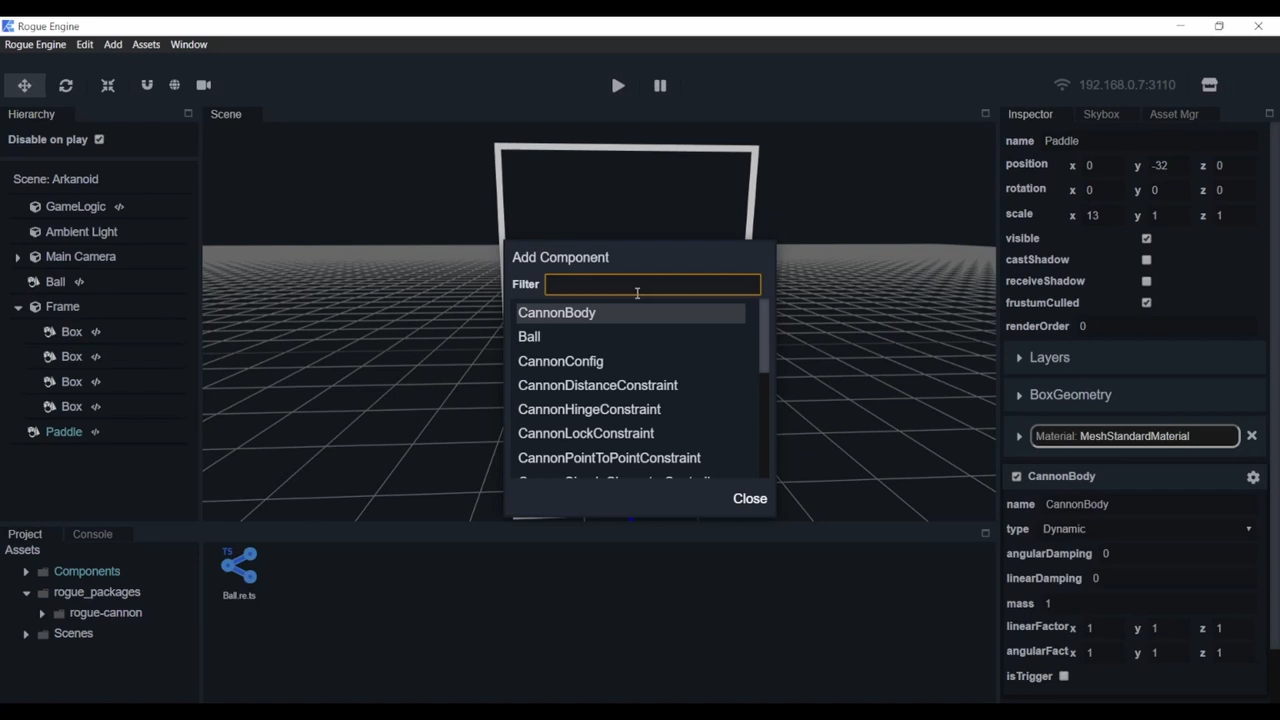 Rogue Engine
Rogue Engine Edit Add Assets Window
192.168.0.7:3110
Hierarchy
Disable on play
Scene: Arkanoid
GameLogic
Ambient Light
Main Camera
Ball
Frame
Box
Box
Box
Box
Paddle
Scene
Add Component
Filter
CannonBody
Ball
CannonConfig
CannonDistanceConstraint
CannonHingeConstraint
CannonLockConstraint
CannonPointToPointConstraint
Close
Inspector Skybox Asset Mgr
name Paddle
position x 0 y -32 z 0
rotation x 0 y 0 z 0
scale x 13 y 1 z 1
visible
castShadow
receiveShadow
frustumCulled
renderOrder 0
Layers
BoxGeometry
Material: MeshStandardMaterial
CannonBody
name CannonBody
type Dynamic
angularDamping 0
linearDamping 0
mass 1
linearFactor x 1 y 1 z 1
angularFact x 1 y 1 z 1
isTrigger
Project Console
Assets
Components
rogue_packages
rogue-cannon
Scenes
TS
Ball.re.ts